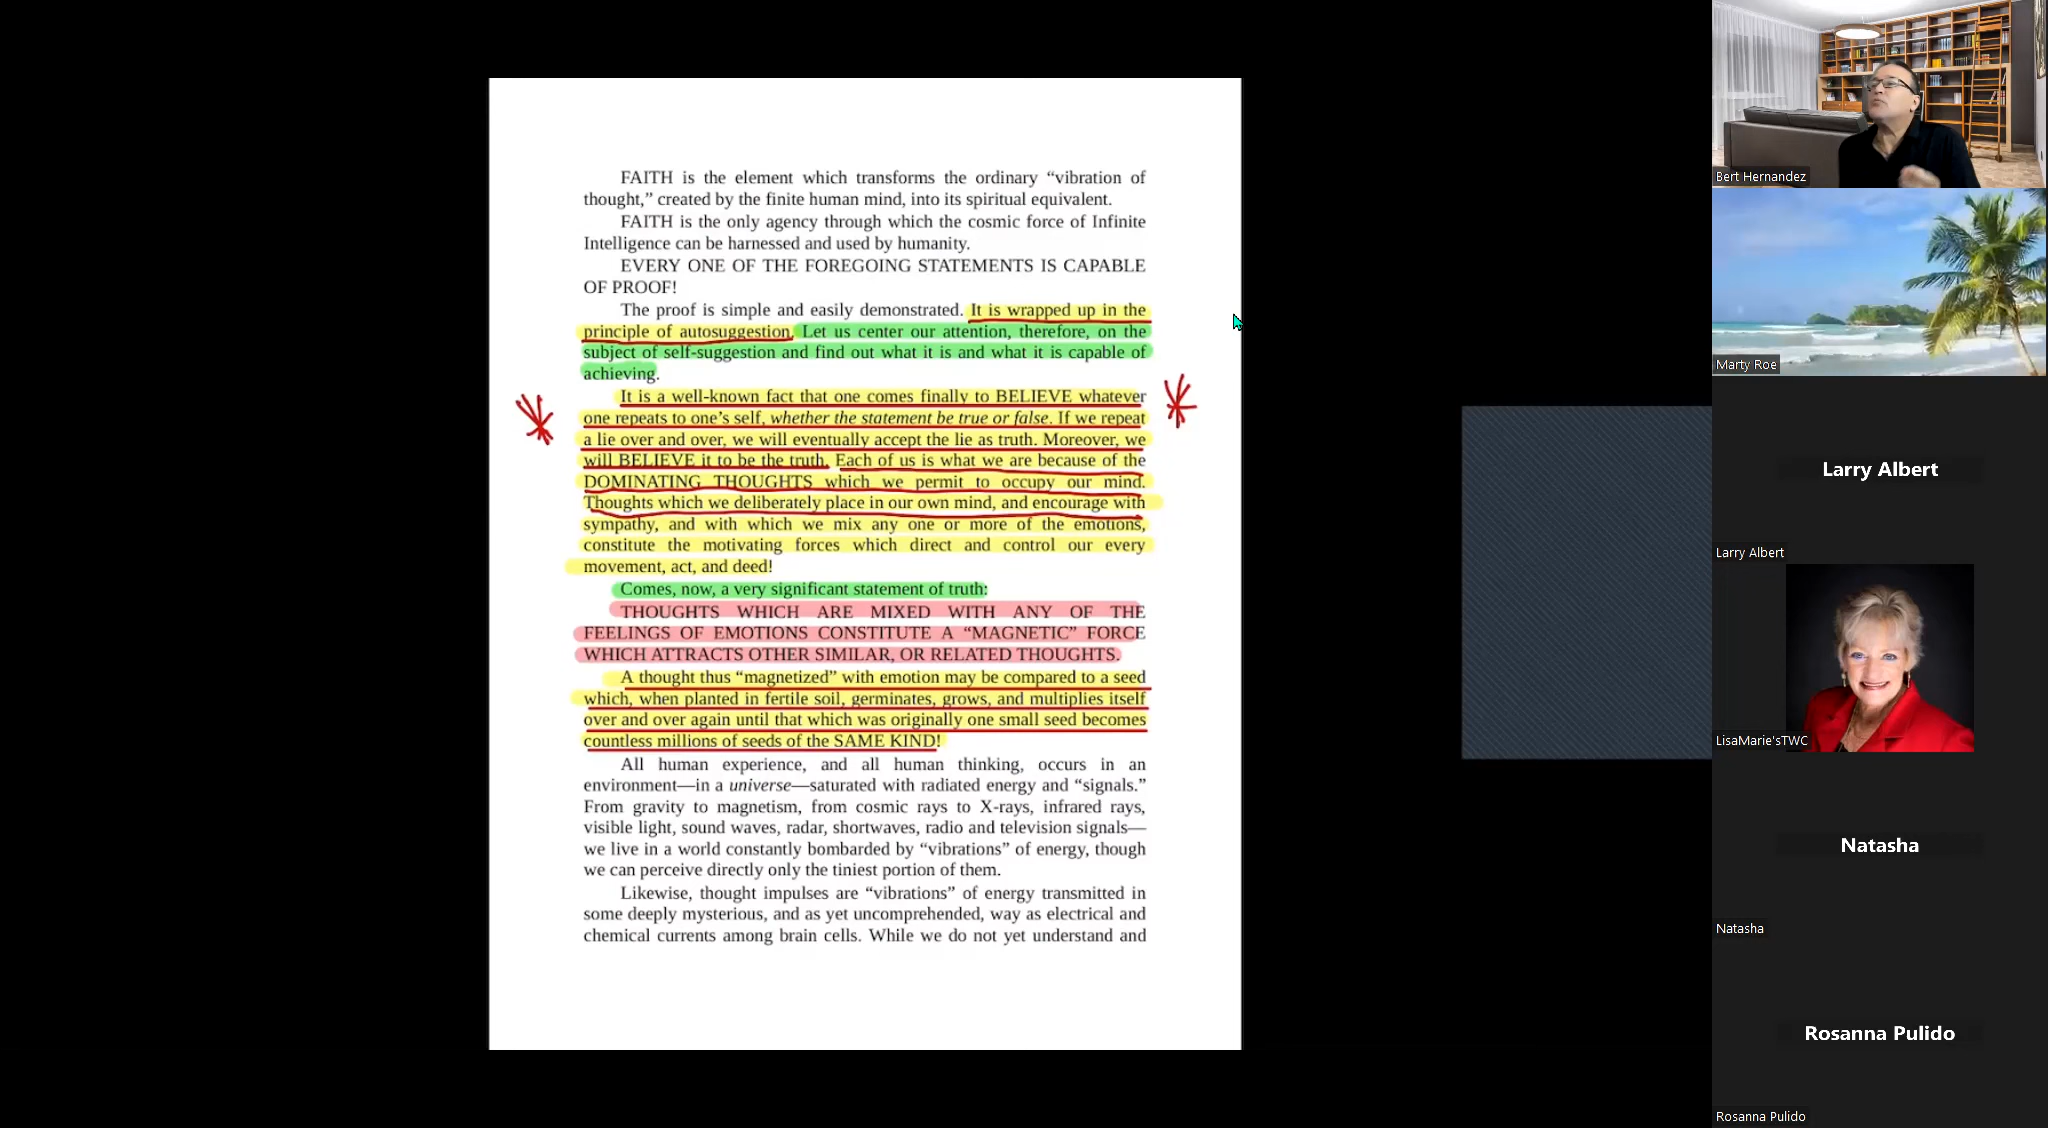 FAITH is the element which transforms the ordinary “vibration of
thought,” created by the finite human mind, into its spiritual equivalent.
FAITH is the only agency through which the cosmic force of Infinite
Intelligence can be harnessed and used by humanity.
EVERY ONE OF THE FOREGOING STATEMENTS IS CAPABLE
OF PROOF!
The proof is simple and easily demonstrated. It is wrapped up in the
principle of autosuggestion. Let us center our attention, therefore, on the
subject of self-suggestion and find out what it is and what it is capable of
achieving.
It is a well-known fact that one comes finally to BELIEVE whatever
one repeats to one’s self, whether the statement be true or false. If we repeat
a lie over and over, we will eventually accept the lie as truth. Moreover, we
will BELIEVE it to be the truth. Each of us is what we are because of the
DOMINATING THOUGHTS which we permit to occupy our mind.
Thoughts which we deliberately place in our own mind, and encourage with
sympathy, and with which we mix any one or more of the emotions,
constitute the motivating forces which direct and control our every
movement, act, and deed!
Comes, now, a very significant statement of truth:
THOUGHTS WHICH ARE MIXED WITH ANY OF THE
FEELINGS OF EMOTIONS CONSTITUTE A “MAGNETIC” FORCE
WHICH ATTRACTS OTHER SIMILAR, OR RELATED THOUGHTS.
A thought thus “magnetized” with emotion may be compared to a seed
which, when planted in fertile soil, germinates, grows, and multiplies itself
over and over again until that which was originally one small seed becomes
countless millions of seeds of the SAME KIND!
All human experience, and all human thinking, occurs in an
environment—in a universe—saturated with radiated energy and “signals.”
From gravity to magnetism, from cosmic rays to X-rays, infrared rays,
visible light, sound waves, radar, shortwaves, radio and television signals—
we live in a world constantly bombarded by “vibrations” of energy, though
we can perceive directly only the tiniest portion of them.
Likewise, thought impulses are “vibrations” of energy transmitted in
some deeply mysterious, and as yet uncomprehended, way as electrical and
chemical currents among brain cells. While we do not yet understand and
Bert Hernandez
Marty Roe
Larry Albert
Larry Albert
LisaMarie'sTWC
Natasha
Natasha
Rosanna Pulido
Rosanna Pulido